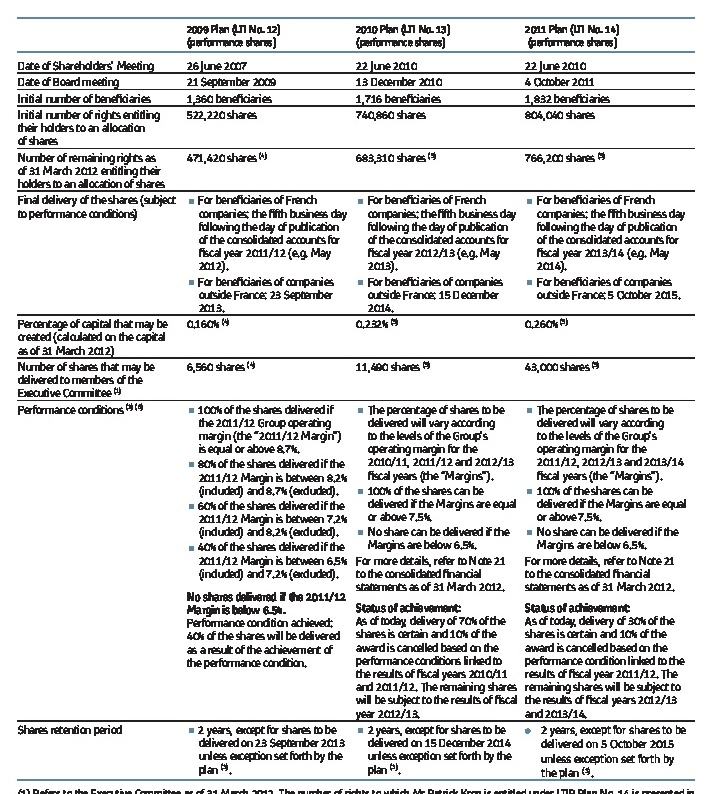 2009 Plan (LTI No. 12) 2010 Plan (LTI No. 13) 2011 Plan (LTI No. 14)
(performance shares) (performance shares) (performance shares)
Date of Shareholders' Meeting 26 June 2007 22 June 2010 22 June 2010
Date of Board meeting 21 September 2009 13 December 2010 4 October 2011
Initial number of beneficiaries 1,360 beneficiaries 1,716 beneficiaries 1,832 beneficiaries
Initial number of rights entitling 522,220 shares 740,860 shares 804,040 shares
their holders to an allocation
of shares
Number of remaining rights as 471,420 shares (4) 683,310 shares (5) 766,200 shares (5)
of 31 March 2012 entitling their
holders to an allocation of shares
Final delivery of the shares (subject ■ For beneficiaries of French ■ For beneficiaries of French ■ For beneficiaries of French
to performance conditions) companies: the fifth business day companies: the fifth business day companies: the fifth business day
following the day of publication following the day of publication following the day of publication
of the consolidated accounts for of the consolidated accounts for of the consolidated accounts for
fiscal year 2011/12 (e.g. May fiscal year 2012/13 (e.g. May fiscal year 2013/14 (e.g. May
2012). 2013). 2014).
■ For beneficiaries of companies ■ For beneficiaries of companies ■ For beneficiaries of companies
outside France: 23 September outside France: 15 December outside France: 5 October 2015.
2013. 2014.
Percentage of capital that may be 0.160% (4) 0.232% (5) 0.260% (5)
created (calculated on the capital
as of 31 March 2012)
Number of shares that may be 6,560 shares (4) 11,490 shares (5) 43,000 shares (5)
delivered to members of the
Executive Committee (1)
Performance conditions ■ 100% of the shares delivered if ■ The percentage of shares to be ■ The percentage of shares to be
the 2011/12 Group operating delivered will vary according delivered will vary according
margin (the "2011/12 Margin") to the levels of the Group's to the levels of the Group's
is equal or above 8.7%. operating margin for the operating margin for the
■ 80% of the shares delivered if the 2010/11, 2011/12 and 2012/13 2011/12, 2012/13 and 2013/14
2011/12 Margin is between 8.2% fiscal years (the "Margins"). fiscal years (the "Margins").
(included) and 8.7% (excluded). ■ 100% of the shares can be ■ 100% of the shares can be
■ 60% of the shares delivered if the delivered if the Margins are equal delivered if the Margins are equal
2011/12 Margin is between 7.2% or above 7.5%. or above 7.5%.
(included) and 8.2% (excluded). ■ No share can be delivered if the ■ No share can be delivered if the
■ 40% of the shares delivered if the Margins are below 6.5%. Margins are below 6.5%.
2011/12 Margin is between 6.5% For more details, refer to Note 21 For more details, refer to Note 21
(included) and 7.2% (excluded). to the consolidated financial to the consolidated financial
statements as of 31 March 2012. statements as of 31 March 2012.
No shares delivered if the 2011/12
Margin is below 6.5%. Status of achievement: Status of achievement:
Performance condition achieved: As of today, delivery of 70% of the As of today, delivery of 30% of the
40% of the shares will be delivered shares is certain and 10% of the shares is certain and 10% of the
as a result of the achievement of award is cancelled based on the award is cancelled based on the
the performance condition. performance conditions linked to performance condition linked to the
the results of fiscal years 2010/11 results of fiscal year 2011/12. The
and 2011/12. The remaining shares remaining shares will be subject to
will be subject to the results of fiscal the results of fiscal years 2012/13
year 2012/13. and 2013/14.
Shares retention period ■ 2 years, except for shares to be ■ 2 years, except for shares to be ● 2 years, except for shares to be
delivered on 23 September 2013 delivered on 15 December 2014 delivered on 5 October 2015
unless exception set forth by the unless exception set forth by the unless exception set forth by
plan (3). plan (3). the plan (3).
(1) Refers to the Executive Committee as of 31 March 2012. The number of rights to which Mr Patrick Kron is entitled under LTIP Plan No. 14 is presented in